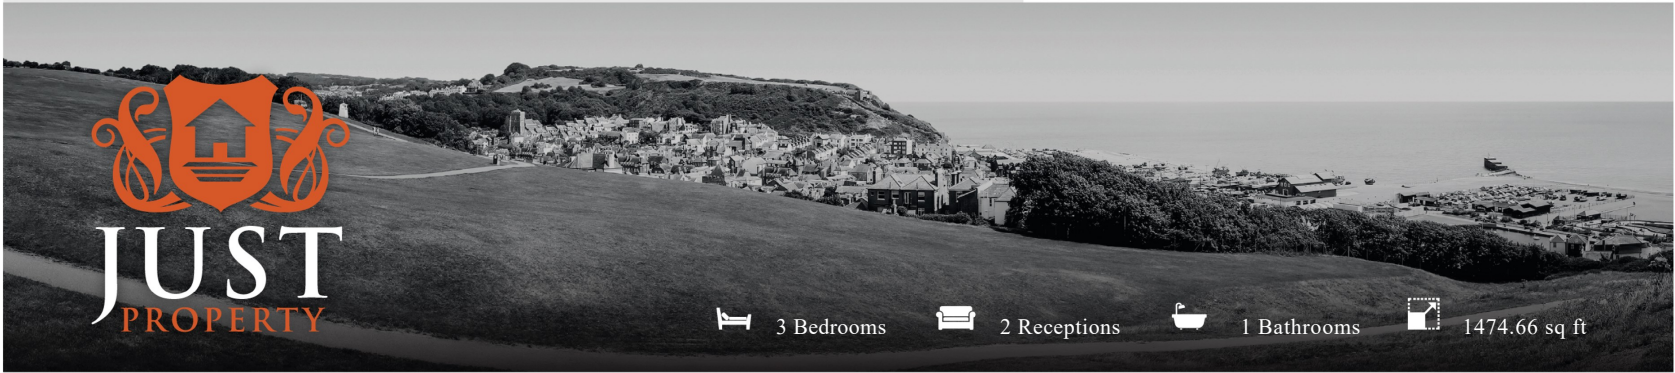 JUST
PROPERTY
3 Bedrooms
2 Receptions
1 Bathrooms
1474.66 sq ft